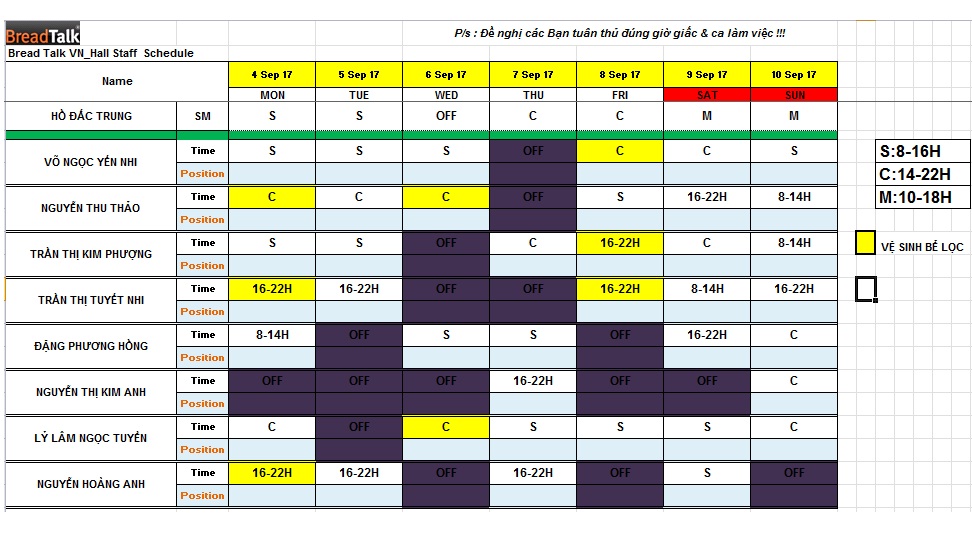 BreadTalk
P/s : Đề nghị các Bạn tuân thủ đúng giờ giấc & ca làm việc !!!
Bread Talk VN_Hall Staff Schedule
Name 4 Sep 17 5 Sep 17 6 Sep 17 7 Sep 17 8 Sep 17 9 Sep 17 10 Sep 17
MON TUE WED THU FRI SAT SUN
HỒ ĐẮC TRUNG SM S S OFF C C M M
VÕ NGỌC YẾN NHI Time S S S OFF C C S
Position
NGUYỄN THU THẢO Time C C C OFF S 16-22H 8-14H
Position
TRẦN THỊ KIM PHƯỢNG Time S S OFF C 16-22H C 8-14H
Position
TRẦN THỊ TUYẾT NHI Time 16-22H 16-22H OFF OFF 16-22H 8-14H 16-22H
Position
ĐẶNG PHƯƠNG HỒNG Time 8-14H OFF S S OFF 16-22H C
Position
NGUYỄN THỊ KIM ANH Time OFF OFF OFF 16-22H OFF OFF C
Position
LÝ LÂM NGỌC TUYỀN Time C OFF C S S S C
Position
NGUYỄN HOÀNG ANH Time 16-22H 16-22H OFF 16-22H OFF S OFF
Position
S:8-16H
C:14-22H
M:10-18H
VỆ SINH BỂ LỌC